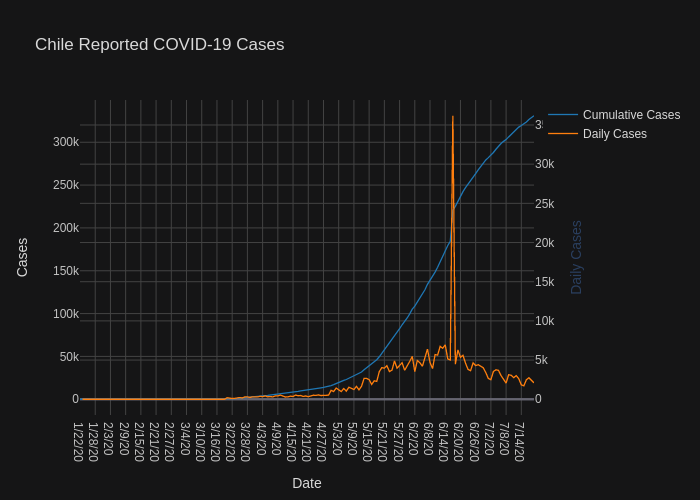 Chile Reported COVID-19 Cases
Cumulative Cases
Daily Cases
300k
250k
200k
150k
100k
50k
0
Cases
30k
25k
20k
15k
10k
5k
0
Daily Cases
1/22/20
1/28/20
2/3/20
2/9/20
2/15/20
2/21/20
2/27/20
3/4/20
3/10/20
3/16/20
3/22/20
3/28/20
4/3/20
4/9/20
4/15/20
4/21/20
4/27/20
5/3/20
5/9/20
5/15/20
5/21/20
5/27/20
6/2/20
6/8/20
6/14/20
6/20/20
6/26/20
7/2/20
7/8/20
7/14/20
Date